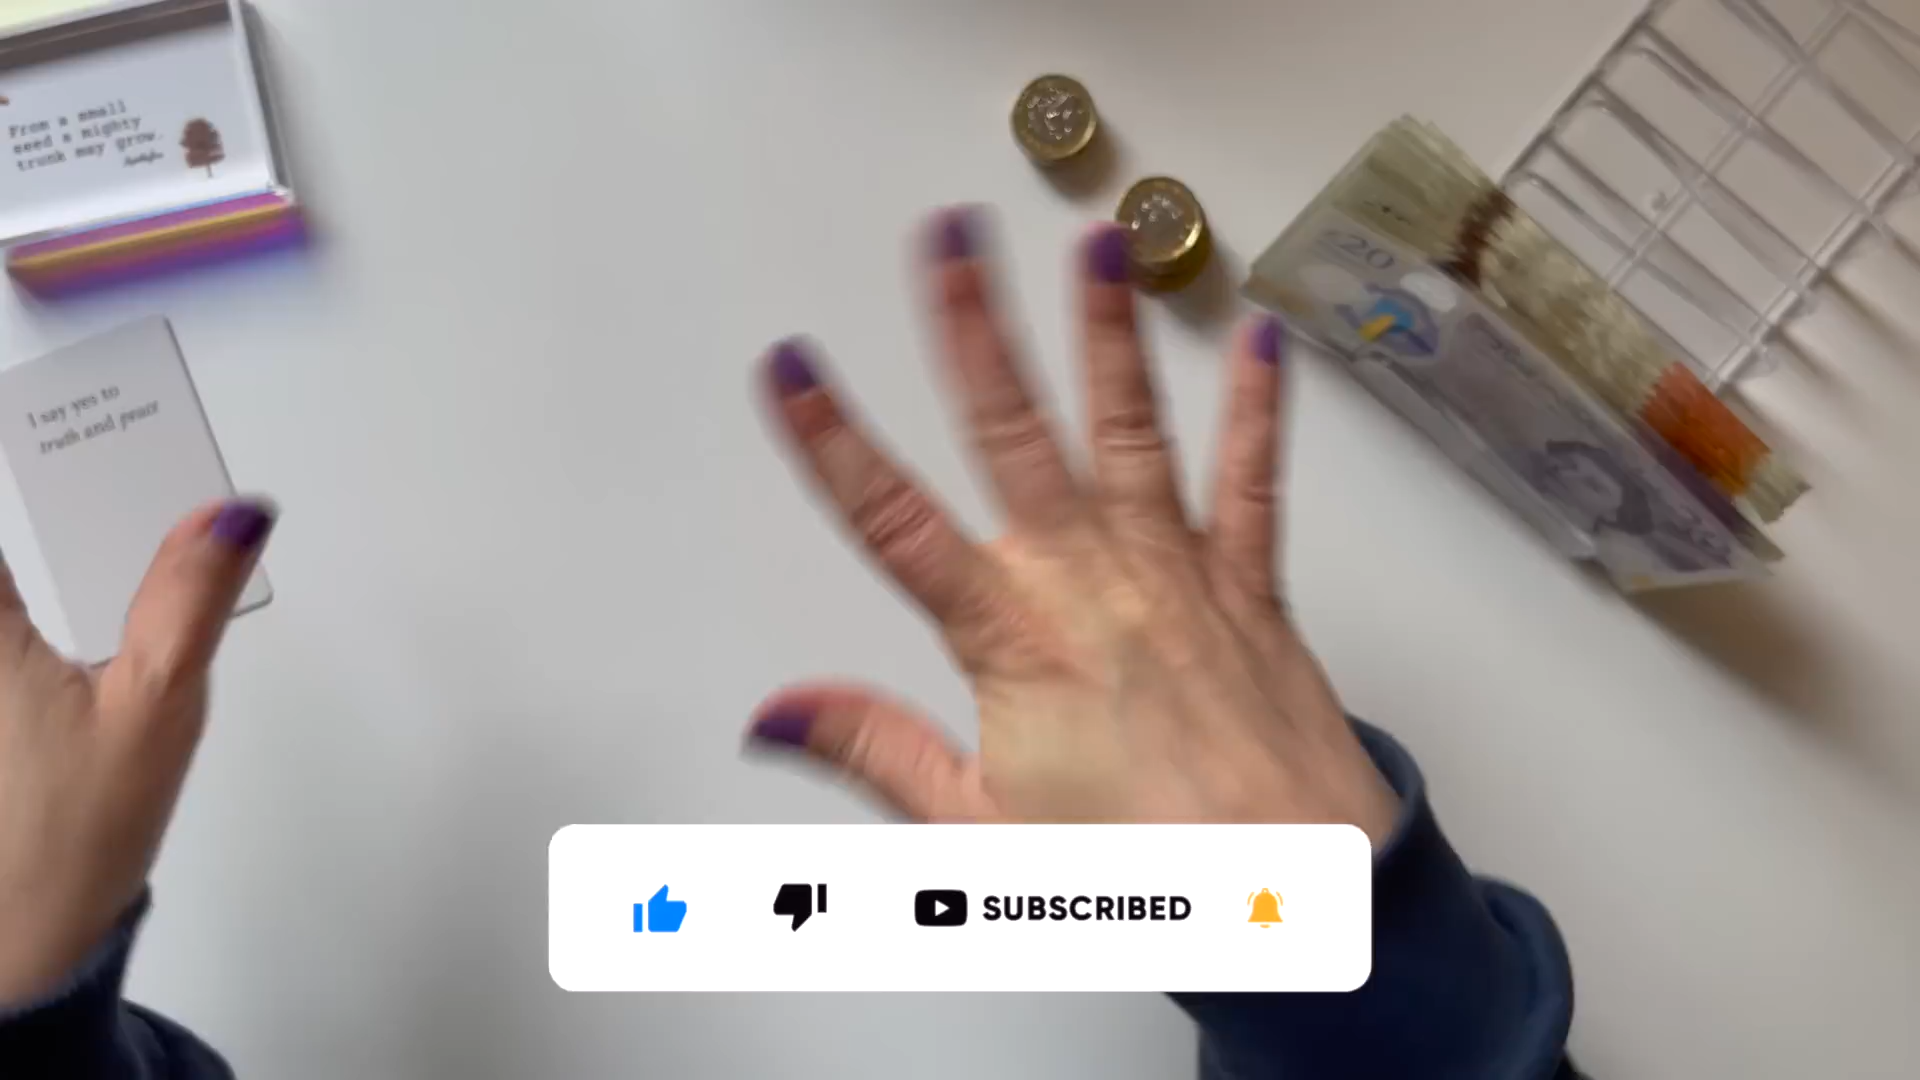 From a small
seed a mighty
trunk may grow.
£20
I say yes to
truth and peace
SUBSCRIBED